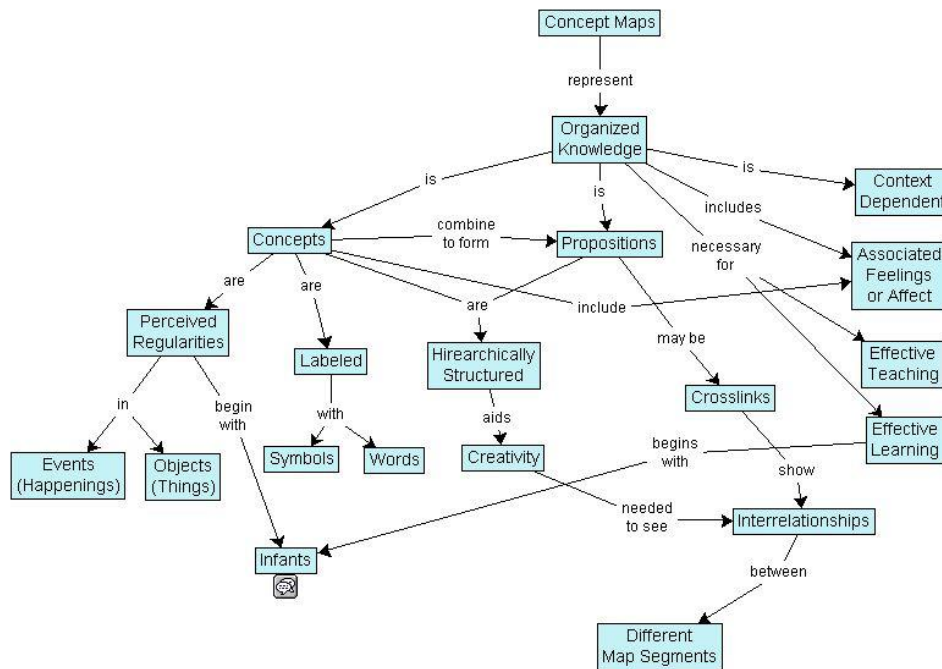 Concept Maps
represent
Organized
Knowledge
is
is
is
Context
Dependent
includes
combine
to form
Concepts
Propositions
necessary
for
Associated
Feelings
or Affect
are
are
are
include
Perceived
Regularities
may be
Labeled
Hirearchically
Structured
Effective
Teaching
in
begin
with
with
aids
Crosslinks
begins
with
Effective
Learning
Events
(Happenings)
Objects
(Things)
Symbols
Words
Creativity
show
needed
to see
Interrelationships
Infants
between
Different
Map Segments